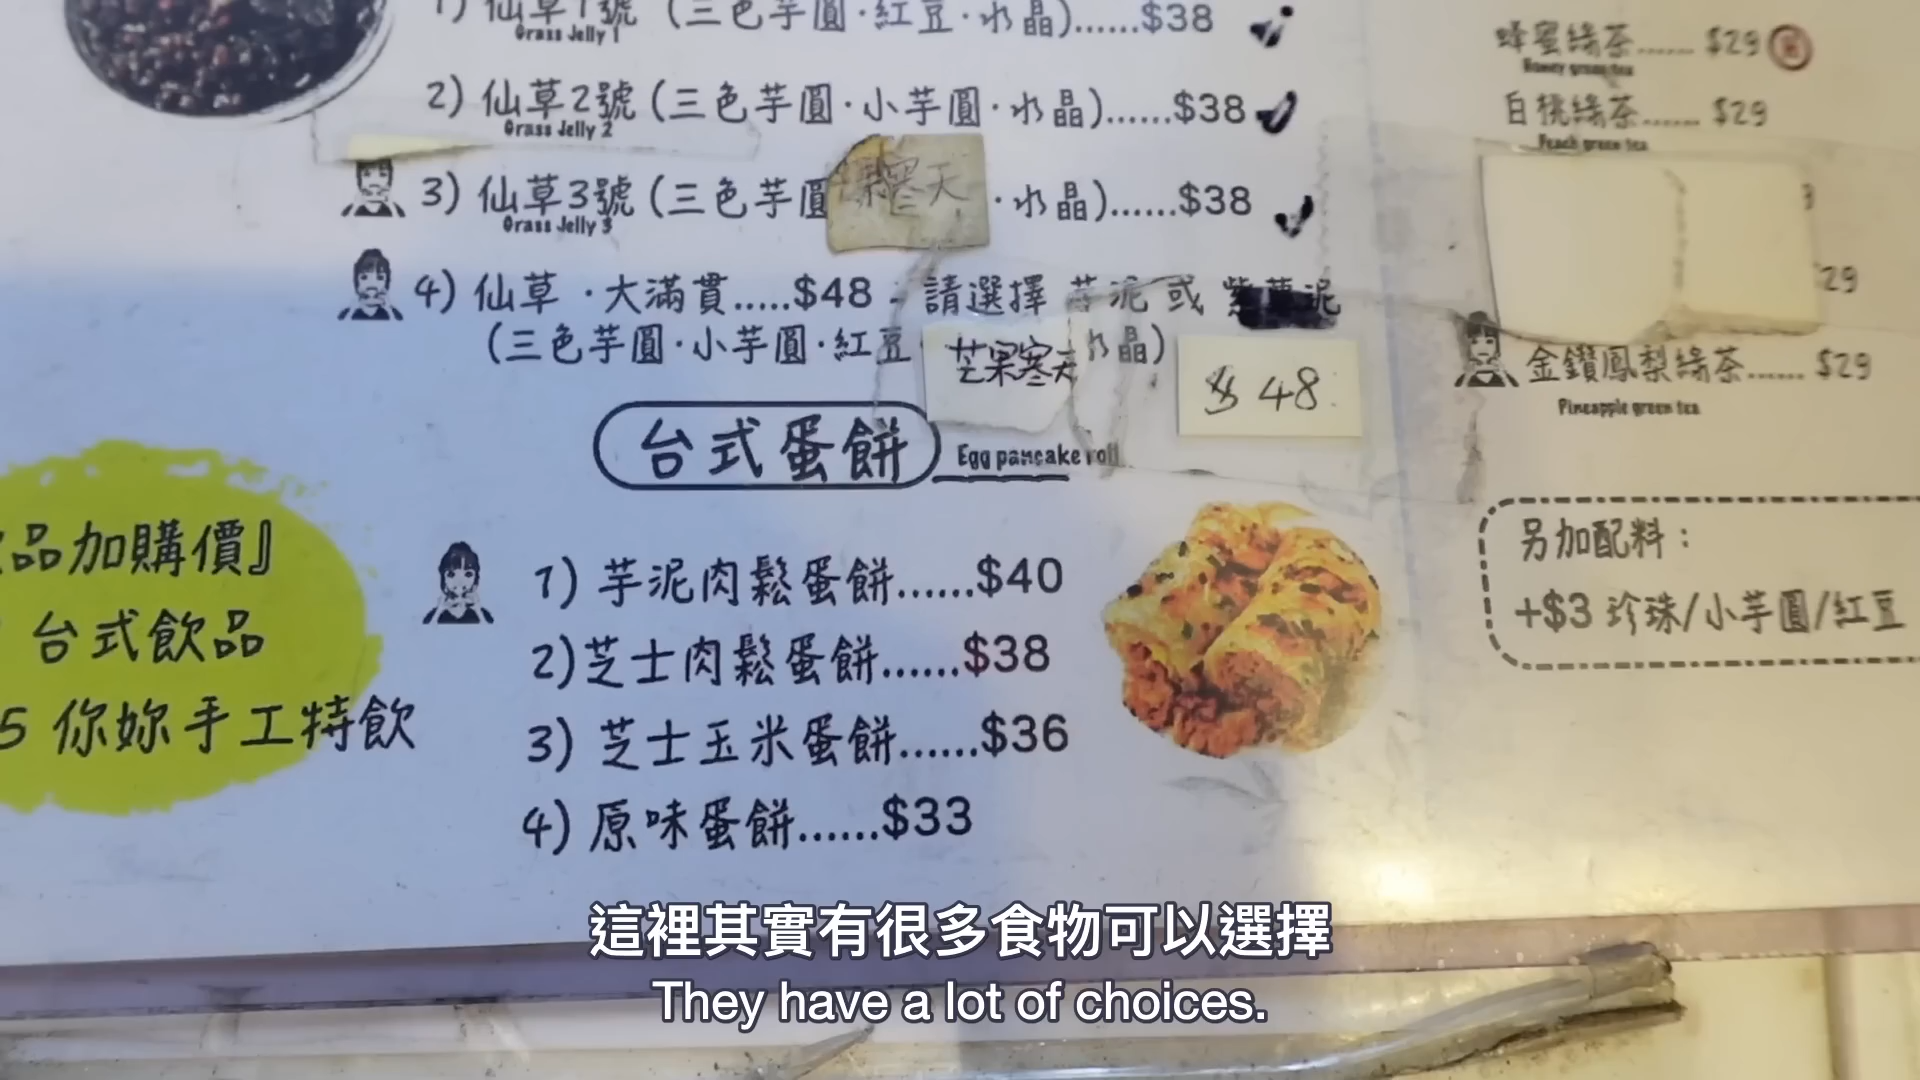 1) 仙草1號 (三色芋圓·紅豆·水晶)......$38
Grass Jelly 1
2) 仙草2號 (三色芋圓·小芋圓·水晶)......$38
Grass Jelly 2
3) 仙草3號 (三色芋圓 寒天 ·水晶)......$38
Grass Jelly 3
4) 仙草·大滿貫.....$48 - 請選擇 芋泥 或
(三色芋圓·小芋圓·紅豆 芒果寒天 水晶)
$48
台式蛋餅 Egg pancake roll
1) 芋泥肉鬆蛋餅......$40
2) 芝士肉鬆蛋餅......$38
3) 芝士玉米蛋餅......$36
4) 原味蛋餅......$33
品加購價』
台式飲品
5 你妳手工特飲
蜂蜜綠茶...... $29
Honey green tea
白桃綠茶...... $29
Peach green tea
29
金鑽鳳梨綠茶...... $29
Pineapple green tea
另加配料：
+$3 珍珠/小芋圓/紅豆
這裡其實有很多食物可以選擇
They have a lot of choices.